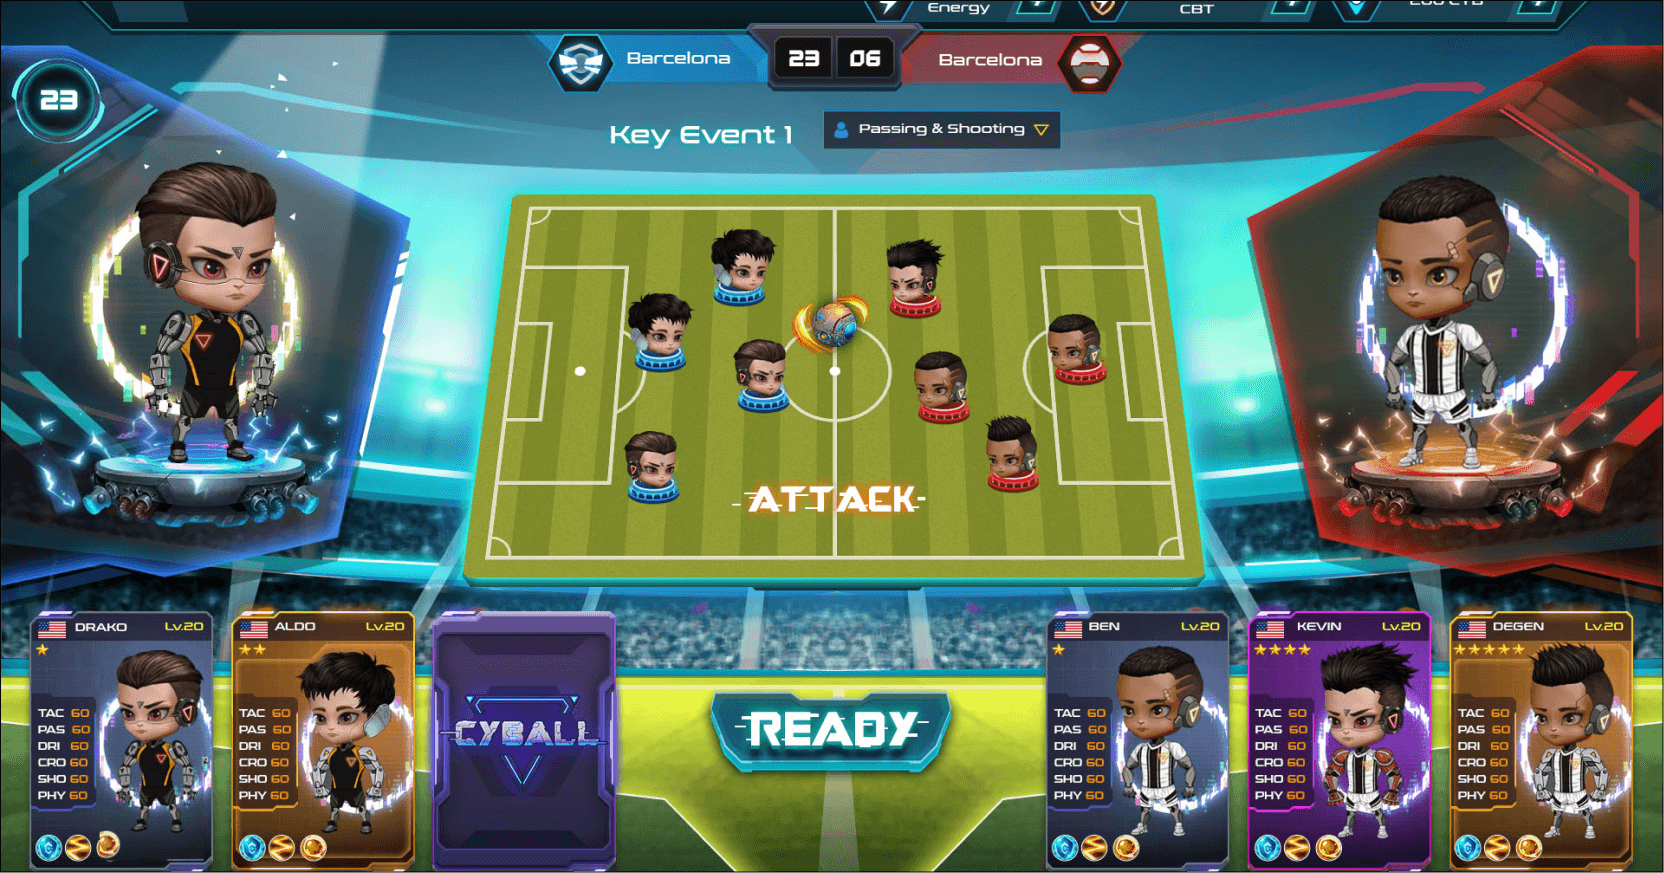 Energy
CBT
Barcelona
23 06
Barcelona
23
Key Event 1
Passing & Shooting
ATTACK
DRAKO Lv.20
TAC 60
PAS 60
DRI 60
CRO 60
SHO 60
PHY 60
ALDO Lv.20
TAC 60
PAS 60
DRI 60
CRO 60
SHO 60
PHY 60
CYBALL
READY
BEN Lv.20
TAC 60
PAS 60
DRI 60
CRO 60
SHO 60
PHY 60
KEVIN Lv.20
TAC 60
PAS 60
DRI 60
CRO 60
SHO 60
PHY 60
DEGEN Lv.20
TAC 60
PAS 60
DRI 60
CRO 60
SHO 60
PHY 60